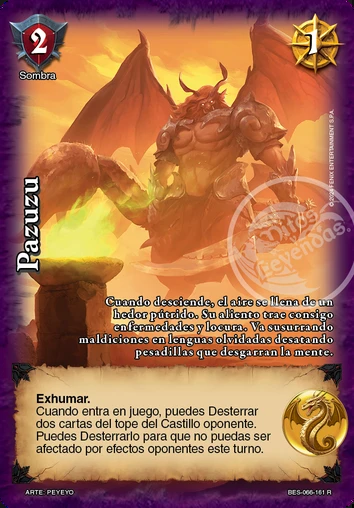 2
1
Sombra
© 2024 FENIX ENTERTAINMENT S.P.A.
Mitos y
Leyendas.
Pazuzu
Cuando desciende, el aire se llena de un
hedor pútrido. Su aliento trae consigo
enfermedades y locura. Va susurrando
maldiciones en lenguas olvidadas desatando
pesadillas que desgarran la mente.
Exhumar.
Cuando entra en juego, puedes Desterrar
dos cartas del tope del Castillo oponente.
Puedes Desterrarlo para que no puedas ser
afectado por efectos oponentes este turno.
ARTE: PEYEYO
BES-066-161 R